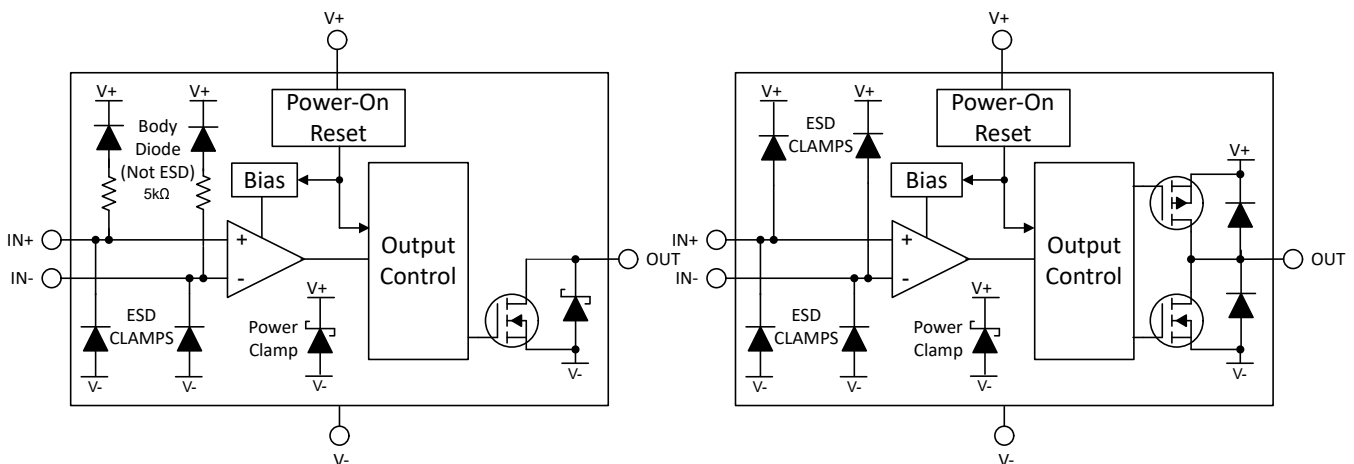 V+
Power-On
Reset
V+
V+
Body
Diode
(Not ESD)
5kΩ
Bias
IN+
IN-
+
-
Output
Control
OUT
ESD
CLAMPS
V+
Power
Clamp
V-
V-
V-
V-
V-
V+
Power-On
Reset
V+
V+
ESD
CLAMPS
Bias
V+
IN+
IN-
+
-
Output
Control
OUT
ESD
CLAMPS
V+
Power
Clamp
V-
V-
V-
V-
V-